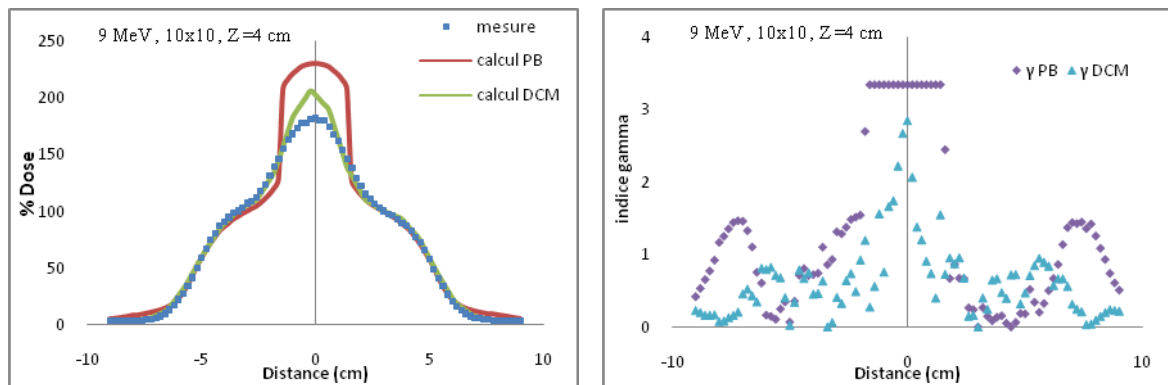 9 MeV, 10x10, Z=4 cm
mesure
calcul PB
calcul DCM
250
200
150
100
50
0
-10
-5
0
5
10
% Dose
Distance (cm)
9 MeV, 10x10, Z=4 cm
γ PB
γ DCM
4
3
2
1
0
-10
0
10
indice gamma
Distance (cm)